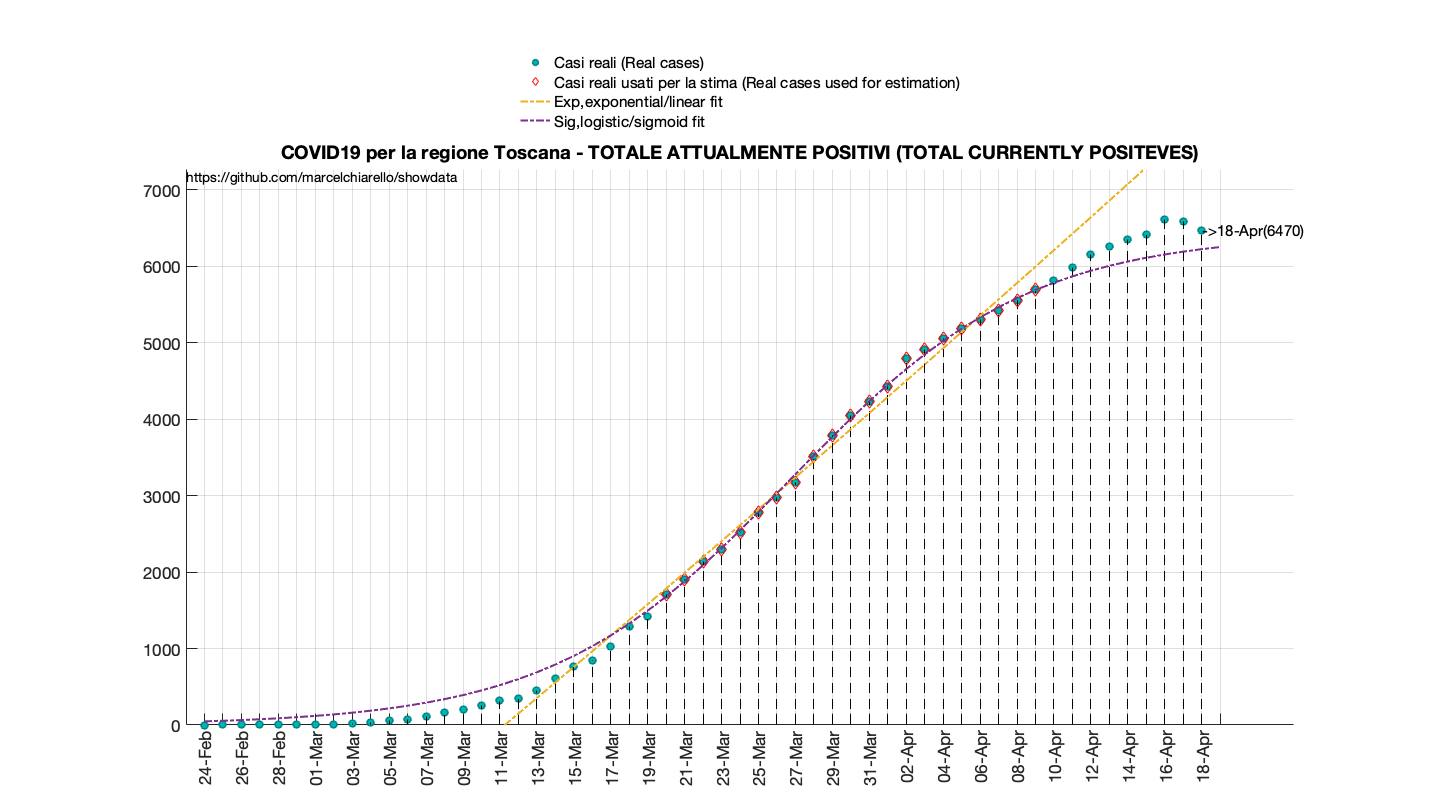 Casi reali (Real cases)
Casi reali usati per la stima (Real cases used for estimation)
Exp,exponential/linear fit
Sig,logistic/sigmoid fit
COVID19 per la regione Toscana - TOTALE ATTUALMENTE POSITIVI (TOTAL CURRENTLY POSITEVES)
https://github.com/marcelchiarello/showdata
7000
6000
5000
4000
3000
2000
1000
0
->18-Apr(6470)
24-Feb
26-Feb
28-Feb
01-Mar
03-Mar
05-Mar
07-Mar
09-Mar
11-Mar
13-Mar
15-Mar
17-Mar
19-Mar
21-Mar
23-Mar
25-Mar
27-Mar
29-Mar
31-Mar
02-Apr
04-Apr
06-Apr
08-Apr
10-Apr
12-Apr
14-Apr
16-Apr
18-Apr